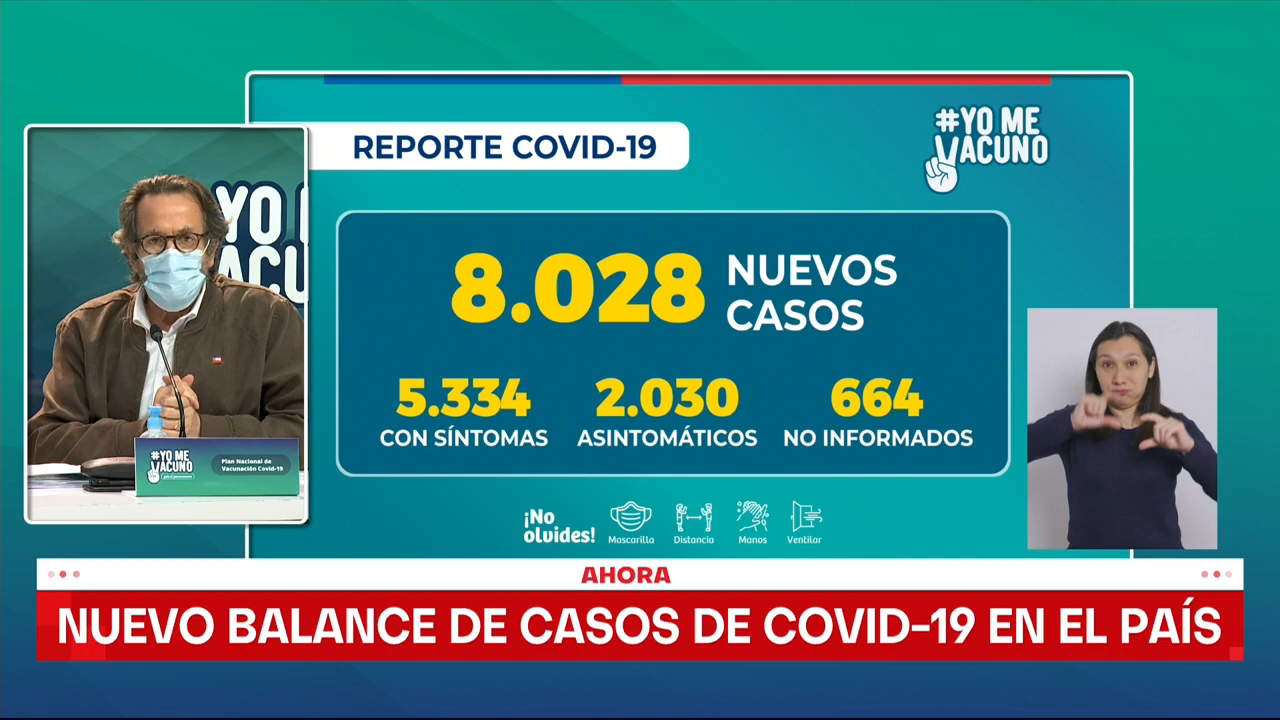 REPORTE COVID-19
#YO ME
VACUNO
8.028
NUEVOS
CASOS
5.334
CON SÍNTOMAS
2.030
ASINTOMÁTICOS
664
NO INFORMADOS
¡No
olvides!
Mascarilla
Distancia
Manos
Ventilar
YO
ACU
#YO ME
VACUNO
Plan Nacional de
Vacunación Covid-19
AHORA
NUEVO BALANCE DE CASOS DE COVID-19 EN EL PAÍS